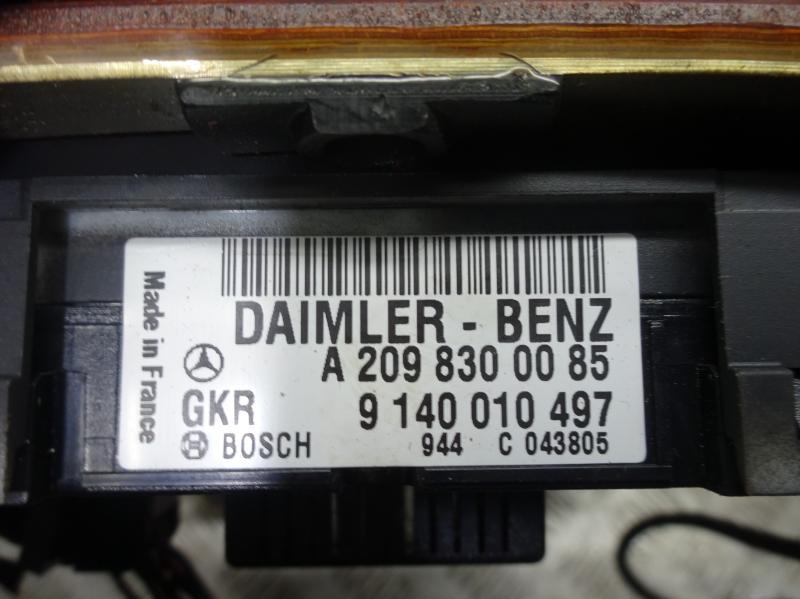 Made in France
DAIMLER - BENZ
A 209 830 00 85
GKR 9 140 010 497
BOSCH 944 C 043805